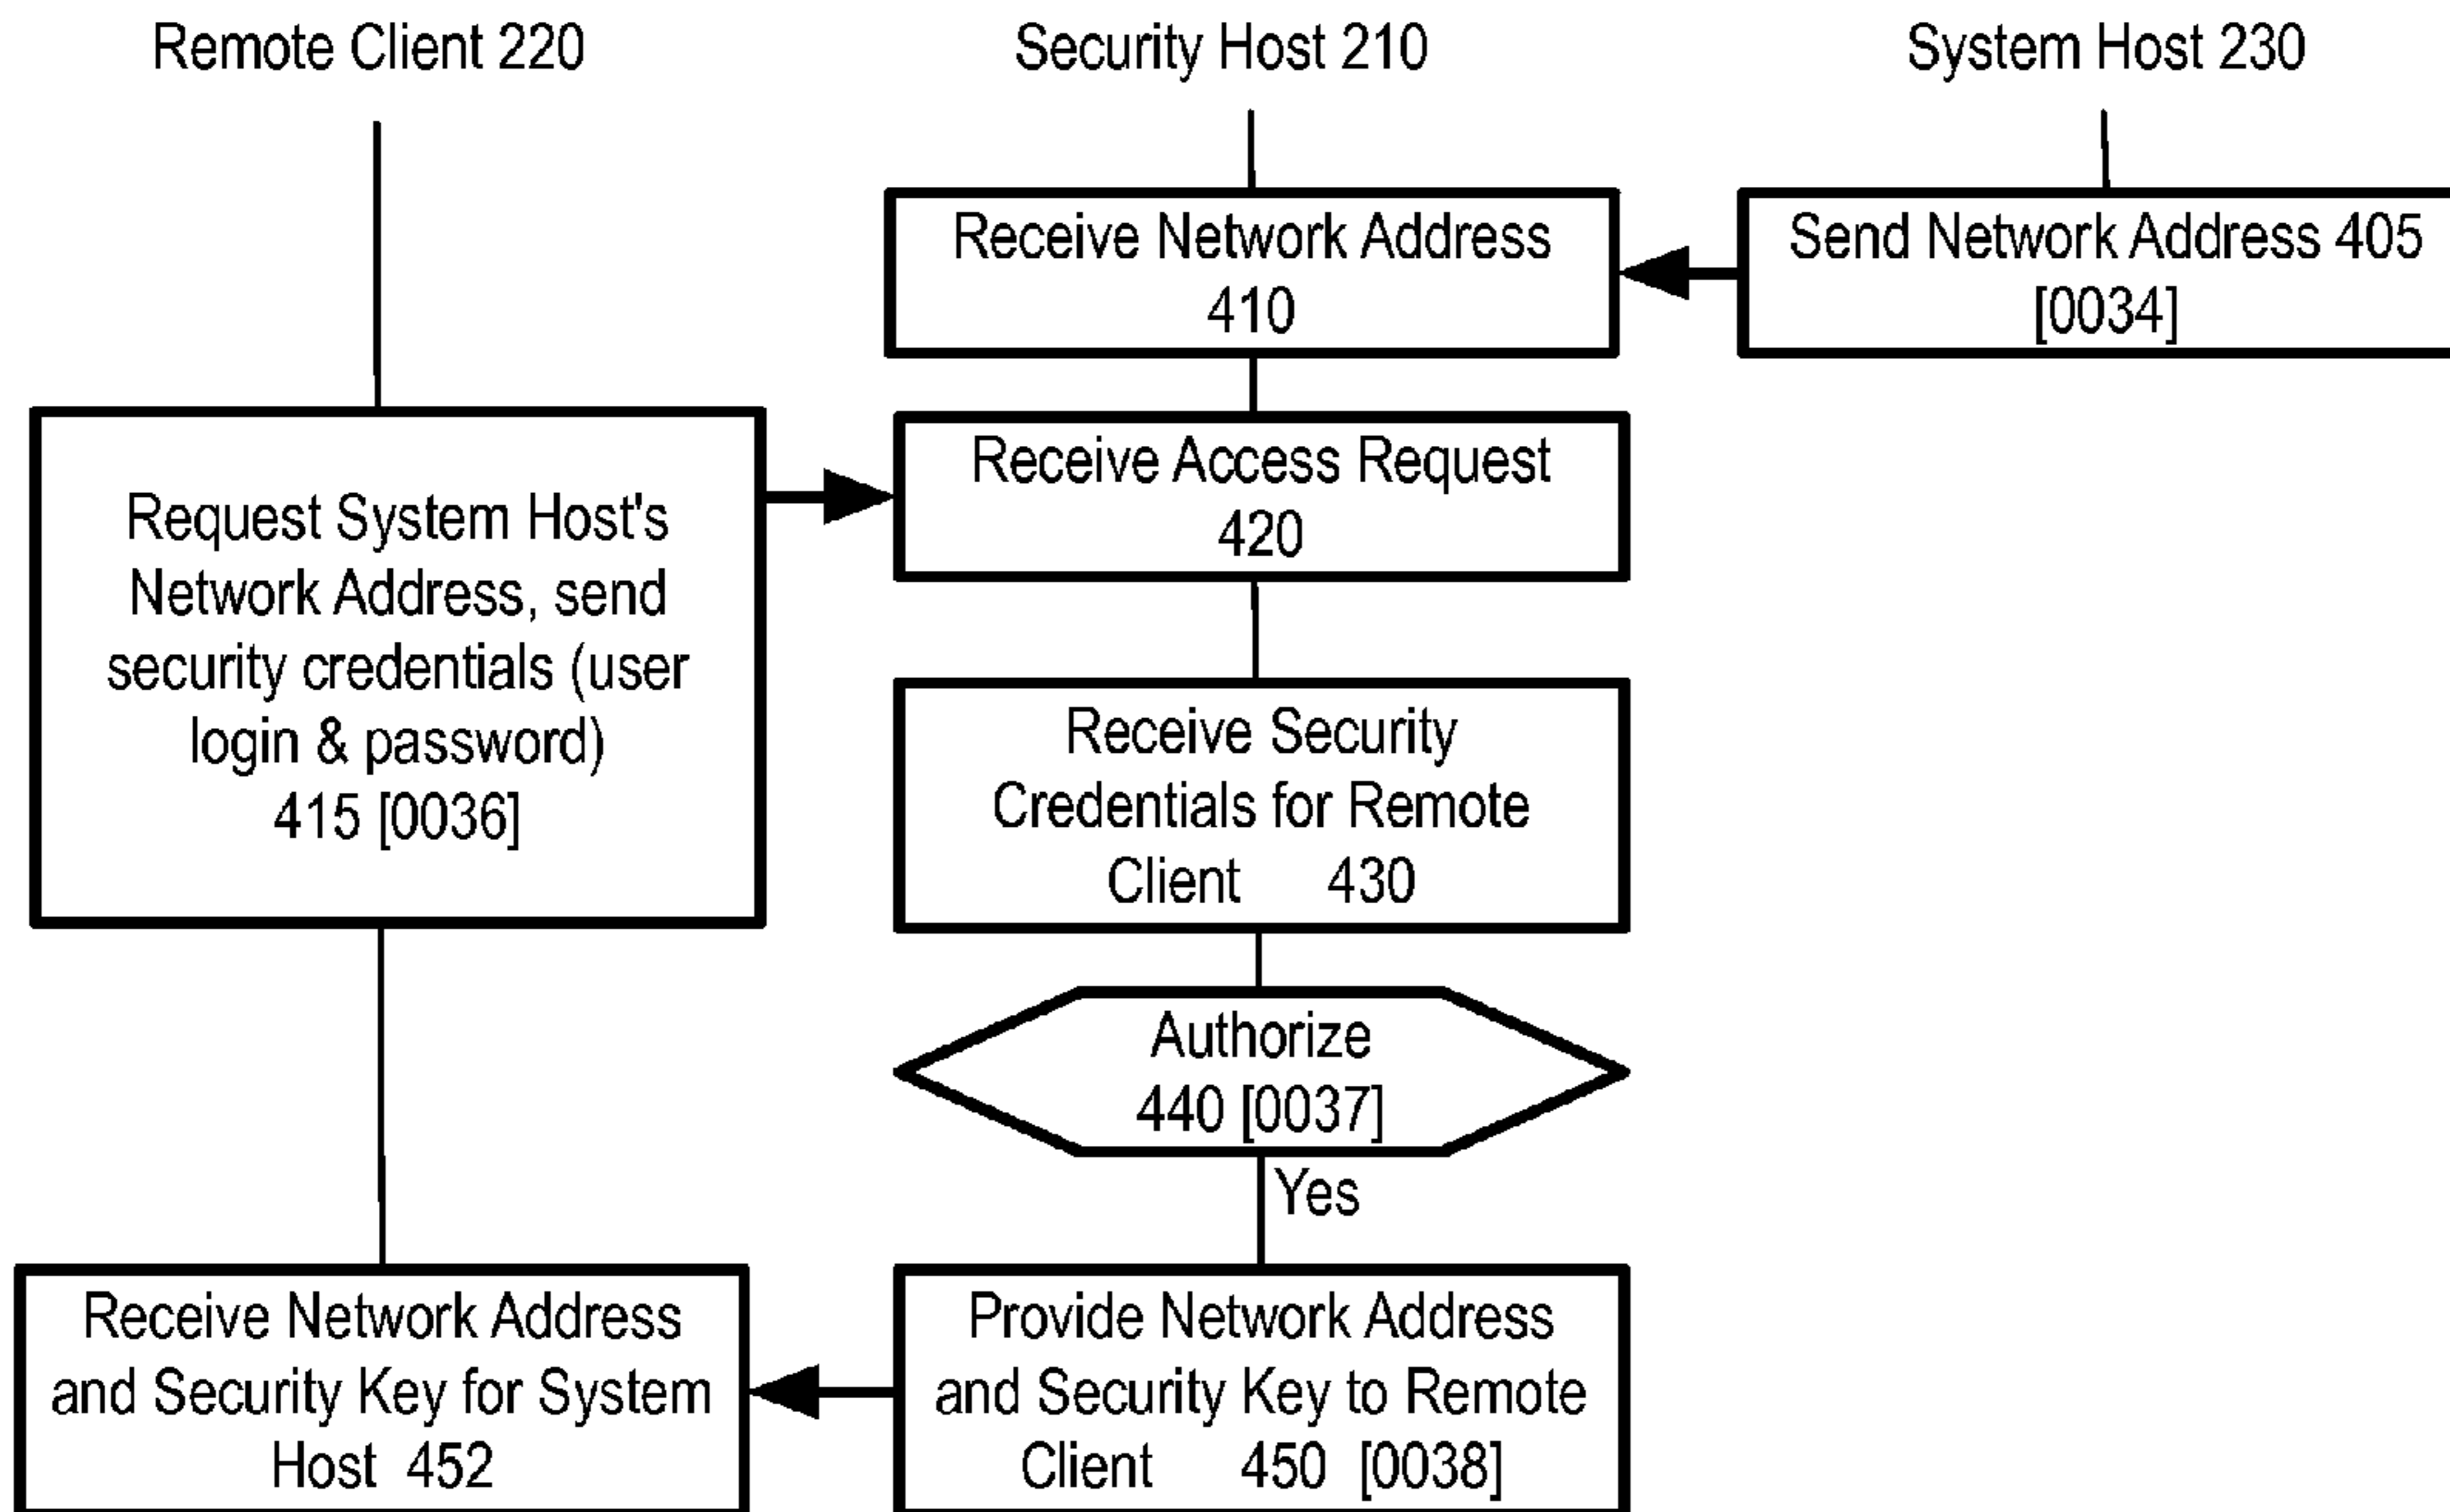 Remote Client 220
Security Host 210
System Host 230
Receive Network Address
410
Send Network Address 405
[0034]
Request System Host's
Network Address, send
security credentials (user
login & password)
415 [0036]
Receive Access Request
420
Receive Security
Credentials for Remote
Client 430
Authorize
440 [0037]
Yes
Receive Network Address
and Security Key for System
Host 452
Provide Network Address
and Security Key to Remote
Client 450 [0038]